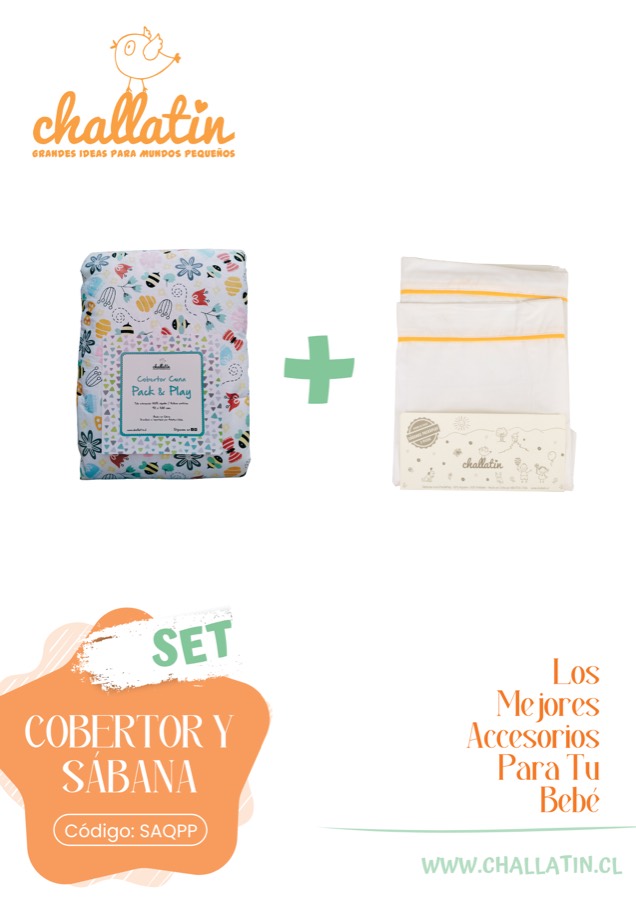 challatin
GRANDES IDEAS PARA MUNDOS PEQUEÑOS
challatin
Cobertor Cuna
Pack & Play
challatin
SET
COBERTOR Y
SÁBANA
Código: SAQPP
Los
Mejores
Accesorios
Para Tu
Bebé
WWW.CHALLATIN.CL